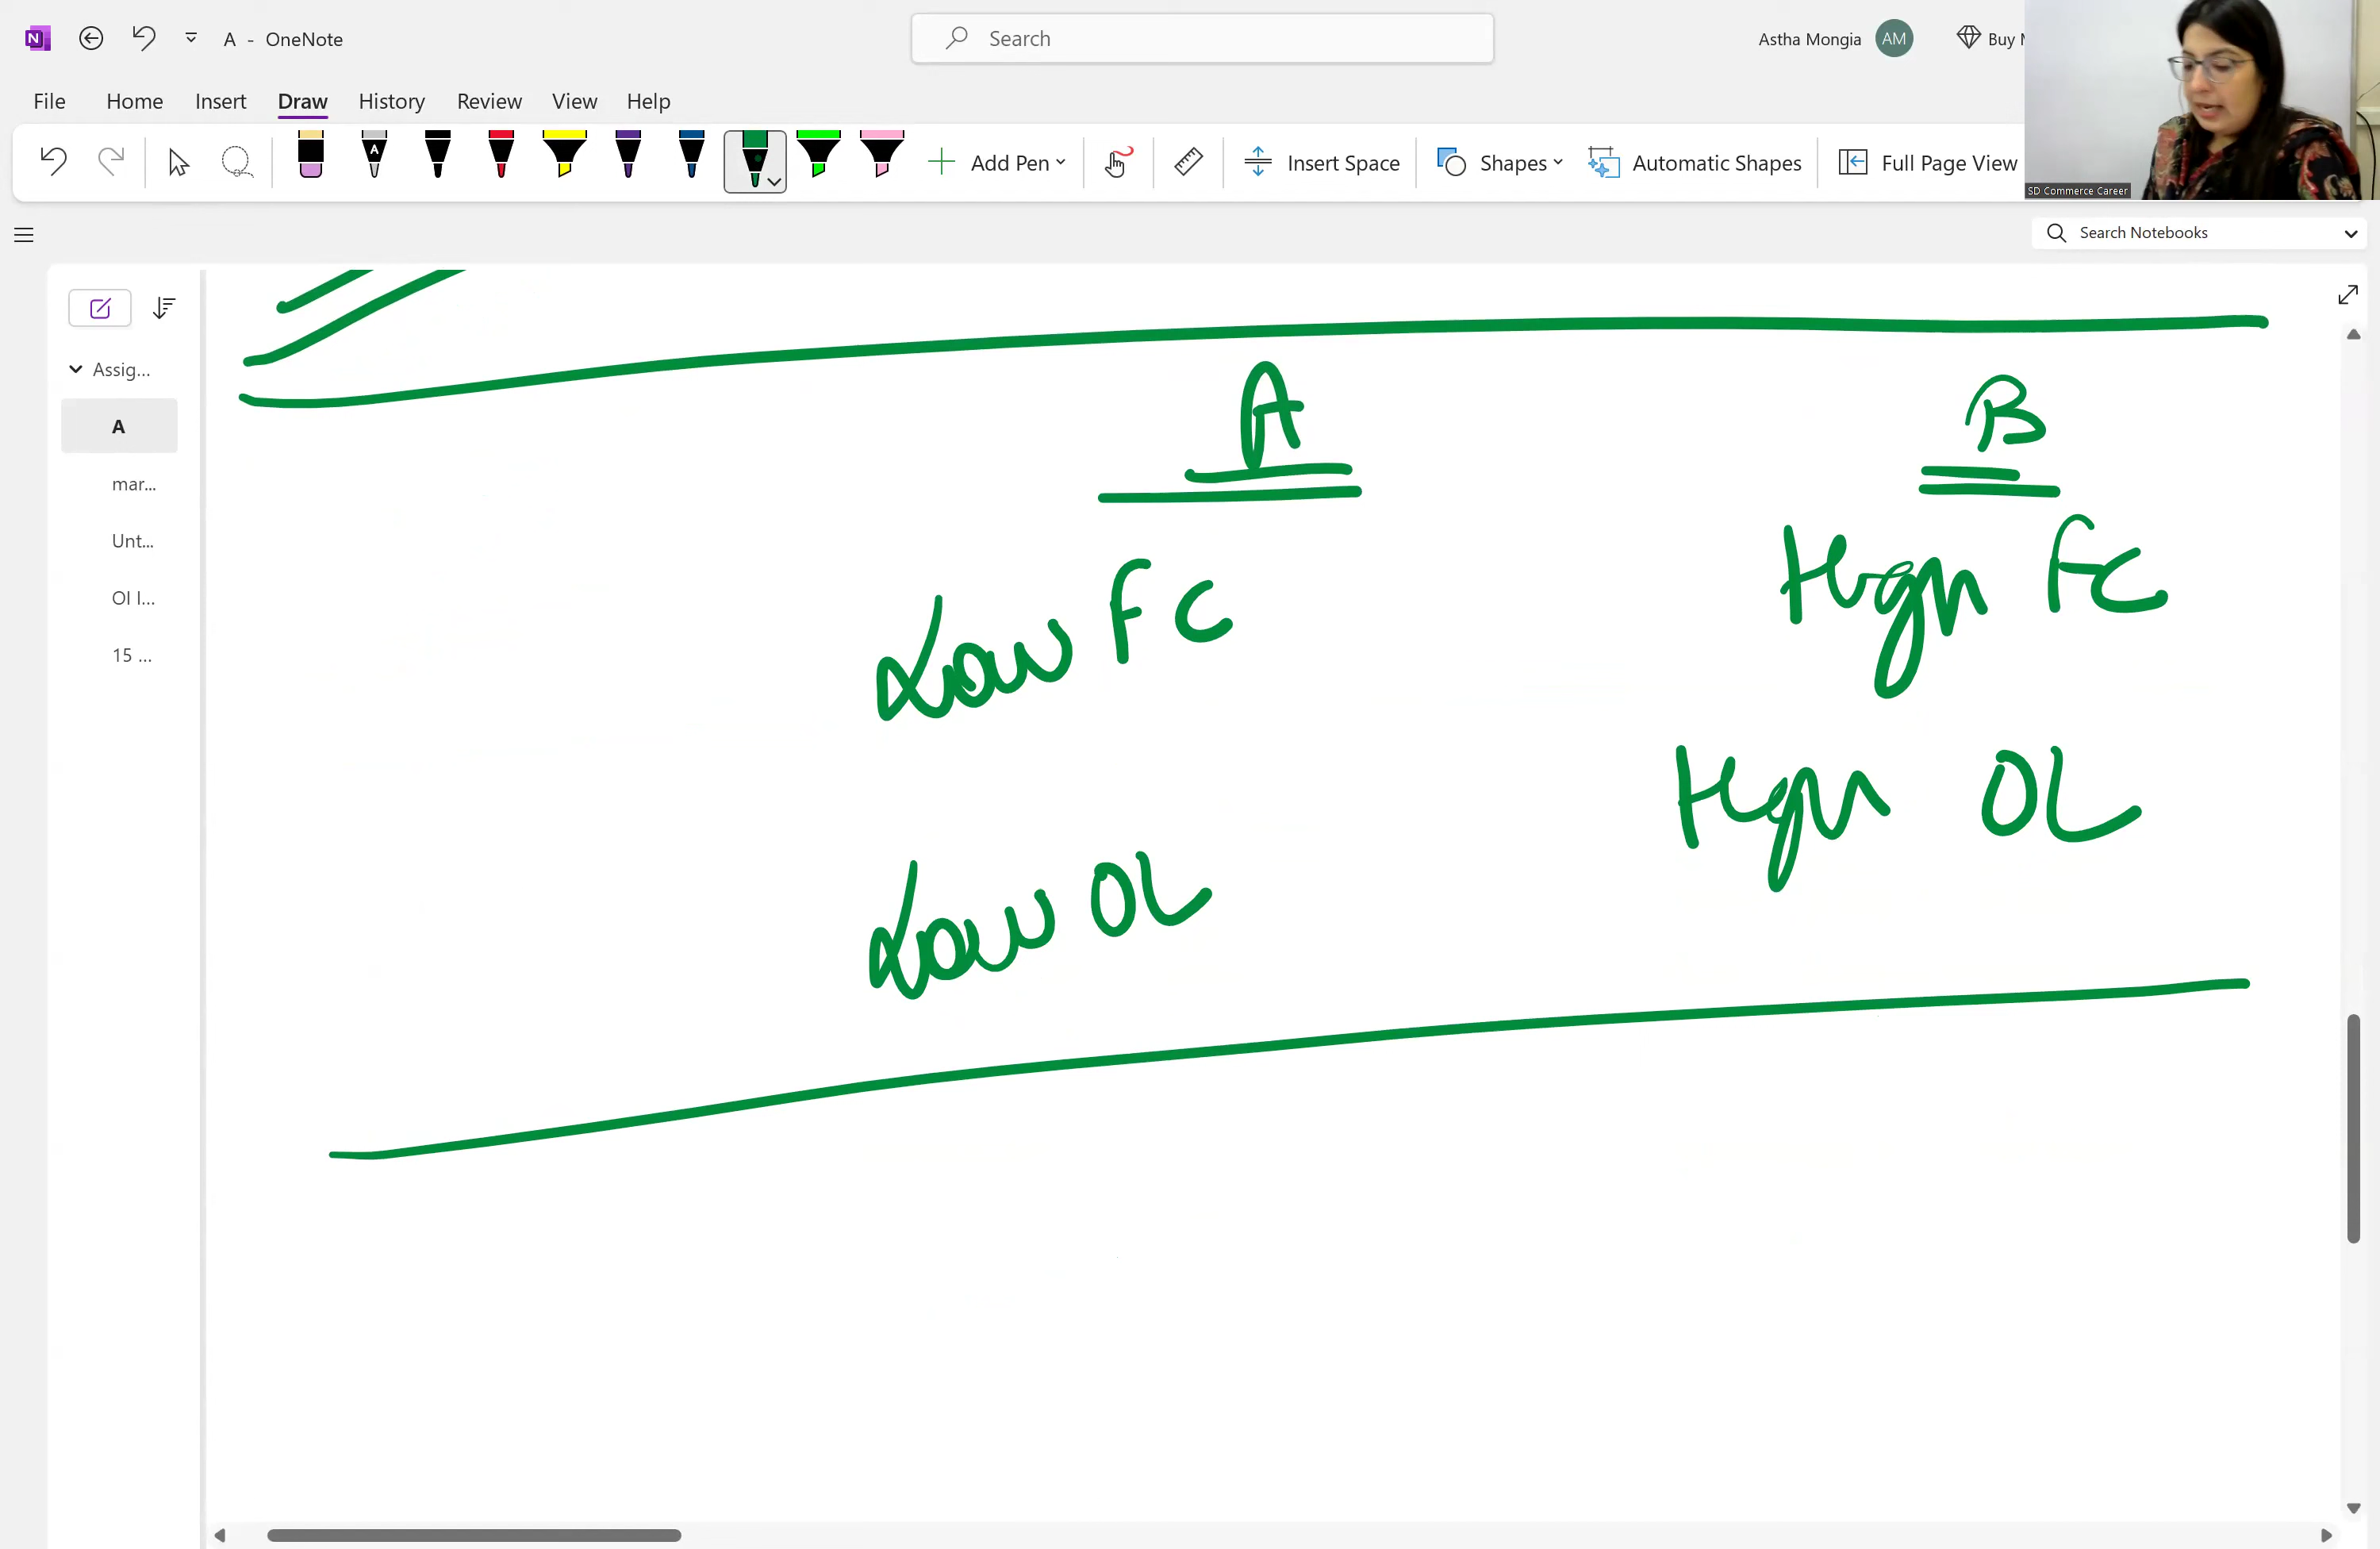 A - OneNote
Search
Astha Mongia AM Buy
File Home Insert Draw History Review View Help
A Add Pen Insert Space Shapes Automatic Shapes Full Page View
SD Commerce Career
Search Notebooks
Assig...
A
mar...
Unt...
OI I...
15 ...
A B
Low FC High FC
Low OL High OL